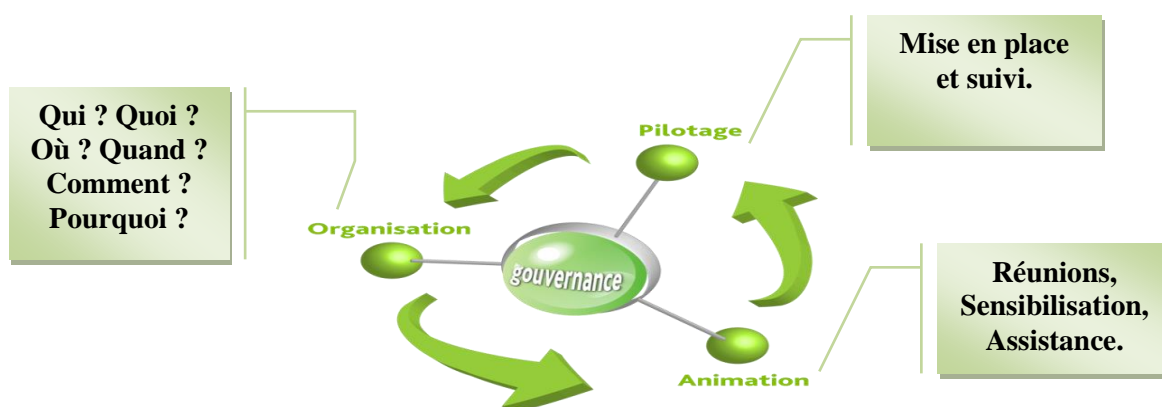 Mise en place
et suivi.
Qui ? Quoi ?
Où ? Quand ?
Comment ?
Pourquoi ?
Pilotage
Organisation
gouvernance
Réunions,
Sensibilisation,
Assistance.
Animation